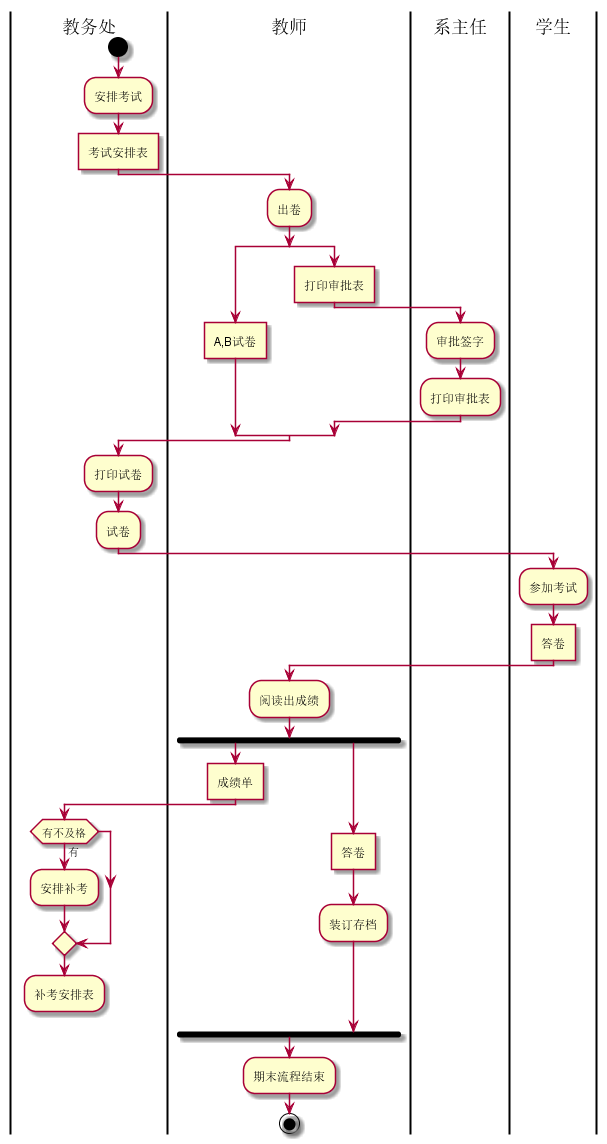 教务处
教师
系主任
学生
安排考试
考试安排表
出卷
打印审批表
A,B试卷
审批签字
打印审批表
打印试卷
试卷
参加考试
答卷
阅读出成绩
成绩单
有不及格
有
答卷
安排补考
装订存档
补考安排表
期末流程结束